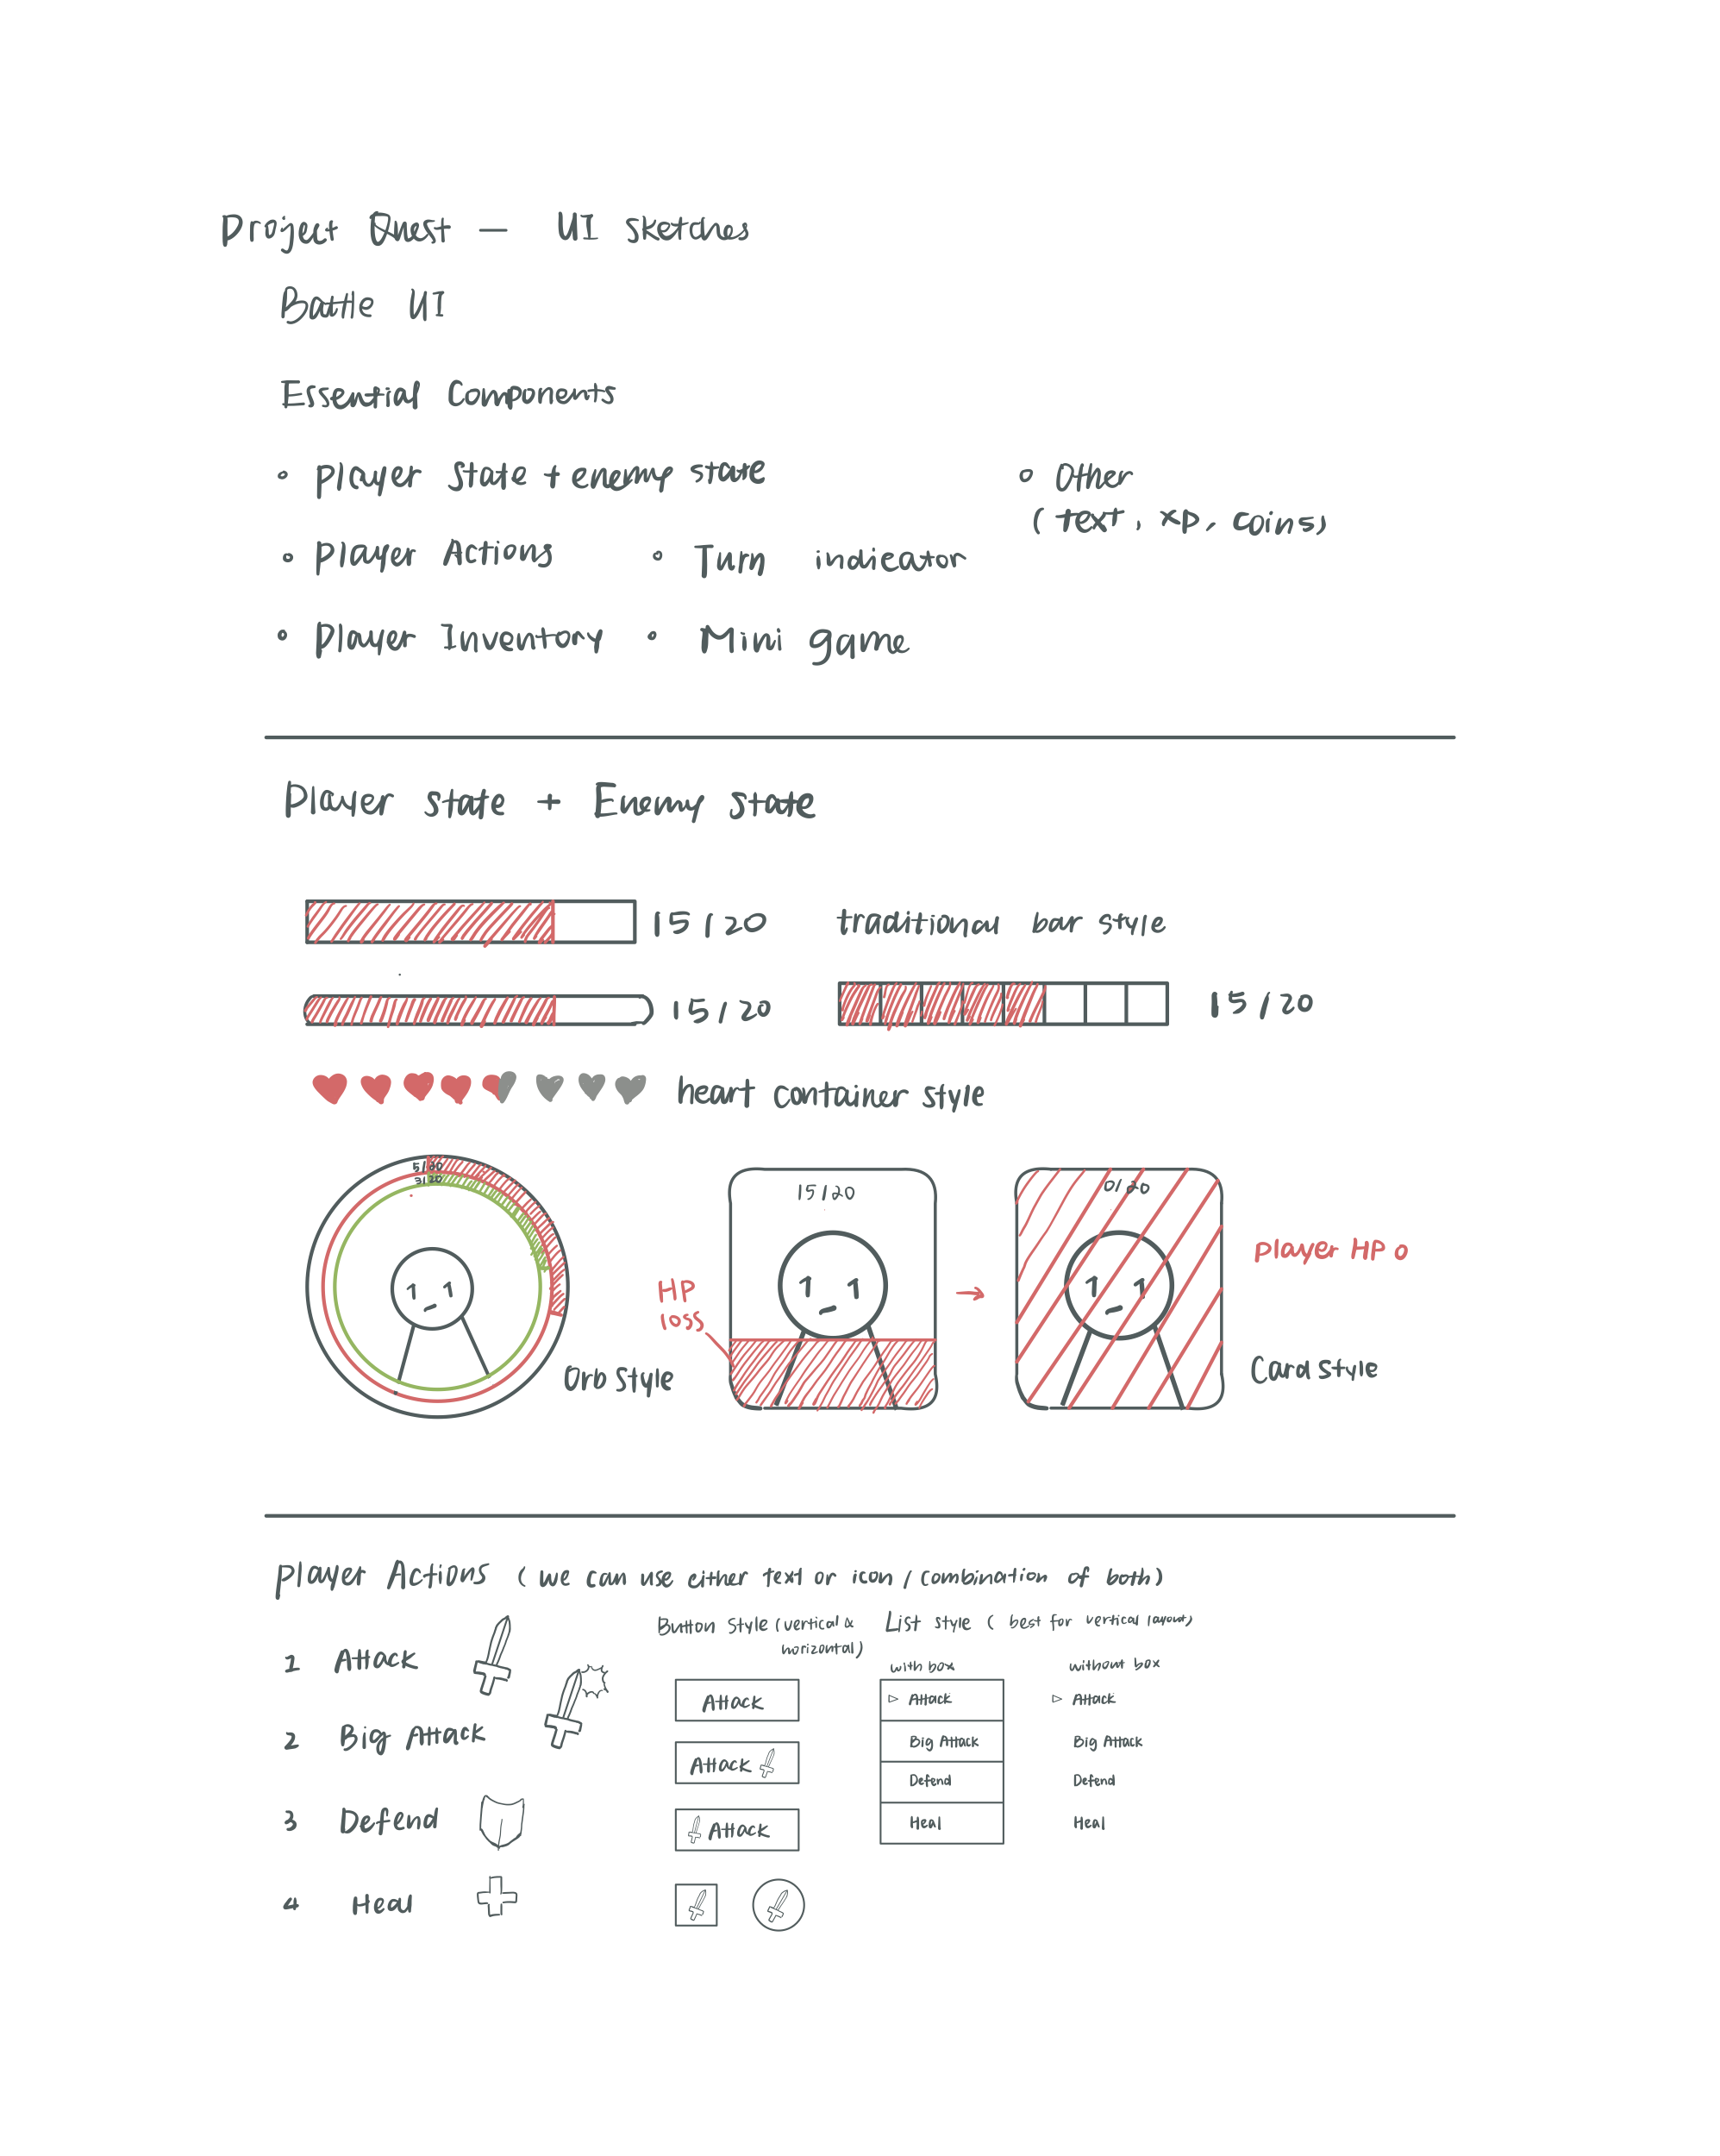 Project Quest — UI sketches
Battle UI
Essential Components
• Player State + enemy state
• Other
(text, xp, coins)
• Player Actions
• Turn indicator
• Player Inventory
• Mini game
Player state + Enemy state
15/20
traditional bar style
15/20
15/20
heart container style
5/20
3/20
Orb Style
15/20
HP
loss
→
0/20
Player HP 0
Card Style
Player Actions (we can use either text or icon / combination of both)
1 Attack
2 Big Attack
3 Defend
4 Heal
Button Style (vertical &
horizontal)
Attack
Attack
Attack
List style (best for vertical layout)
with box
▷ Attack
Big Attack
Defend
Heal
without box
▷ Attack
Big Attack
Defend
Heal